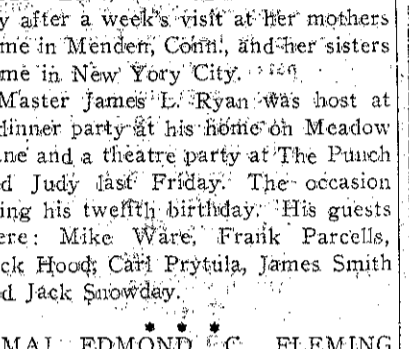 y after a week's visit at her mothers
me in Menden, Conn., and her sisters
me in New Yory City.
Master James L. Ryan was host at
dinner party at his home on Meadow
ne and a theatre party at The Punch
d Judy last Friday. The occasion
ing his twelfth birthday. His guests
ere: Mike Ware, Frank Parcells,
ck Hood, Carl Prytula, James Smith
d Jack Snowday.
* * *
MAJ. EDMOND C. FLEMING